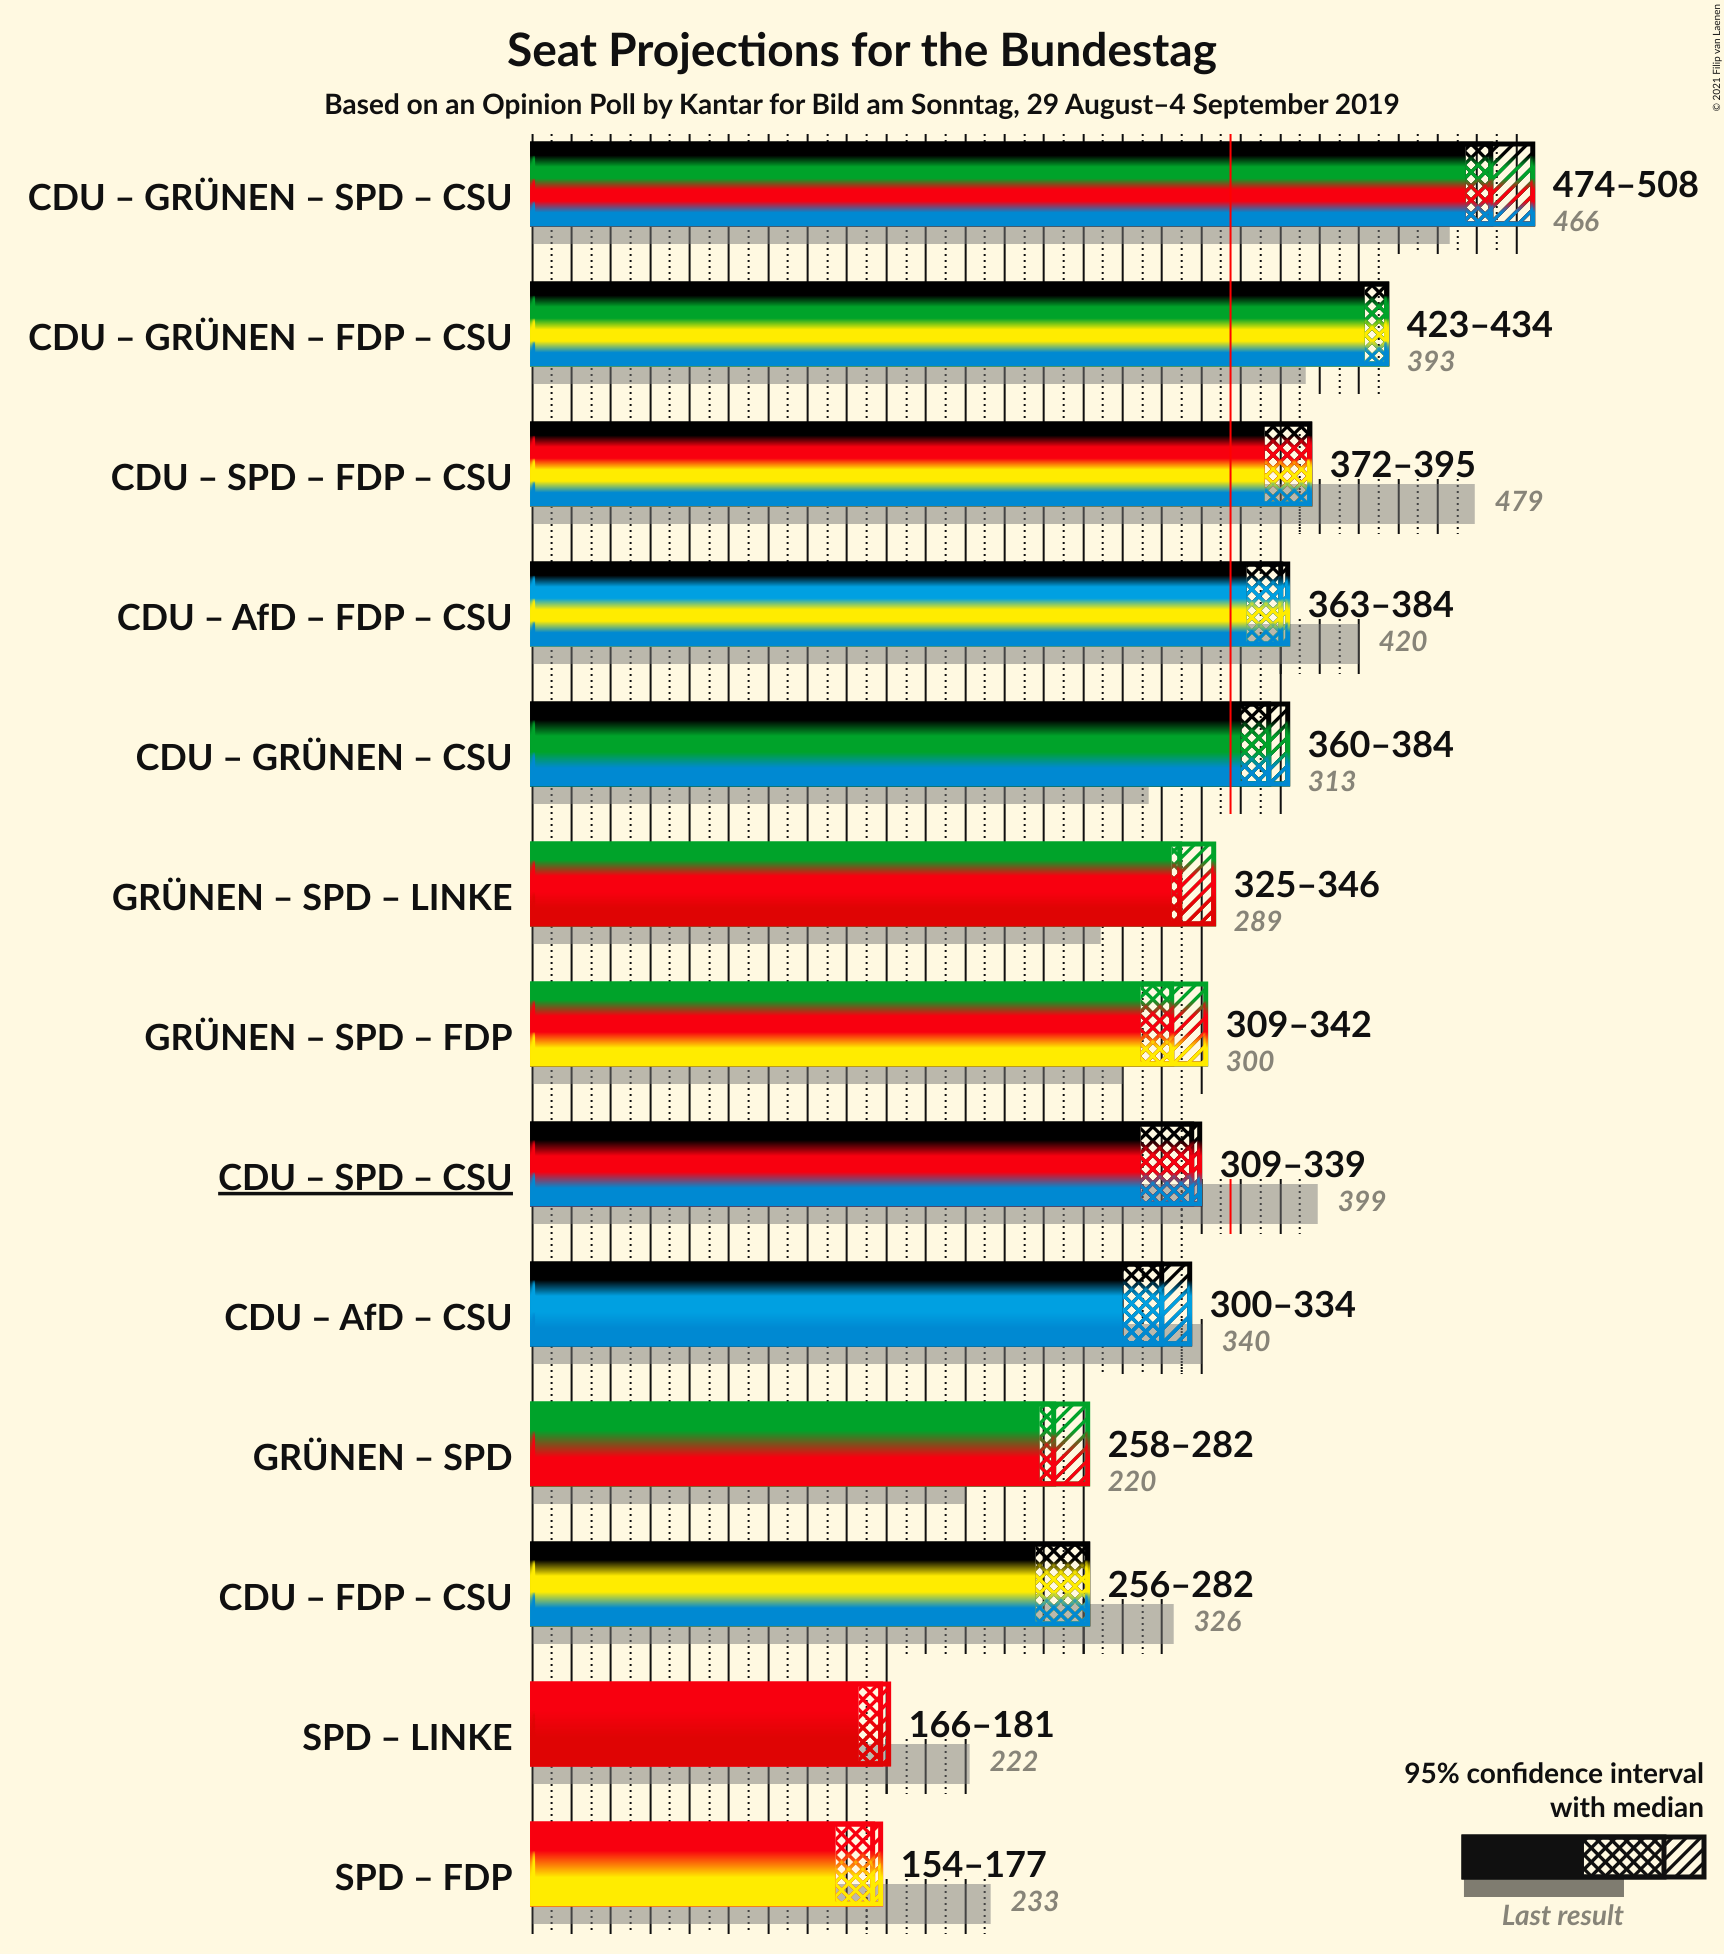 Seat Projections for the Bundestag
Based on an Opinion Poll by Kantar for Bild am Sonntag, 29 August–4 September 2019
© 2021 Filip van Laenen
CDU – GRÜNEN – SPD – CSU
474–508
466
CDU – GRÜNEN – FDP – CSU
423–434
393
CDU – SPD – FDP – CSU
372–395
479
CDU – AfD – FDP – CSU
363–384
420
CDU – GRÜNEN – CSU
360–384
313
GRÜNEN – SPD – LINKE
325–346
289
GRÜNEN – SPD – FDP
309–342
300
CDU – SPD – CSU
309–339
399
CDU – AfD – CSU
300–334
340
GRÜNEN – SPD
258–282
220
CDU – FDP – CSU
256–282
326
SPD – LINKE
166–181
222
SPD – FDP
154–177
233
95% confidence interval
with median
Last result